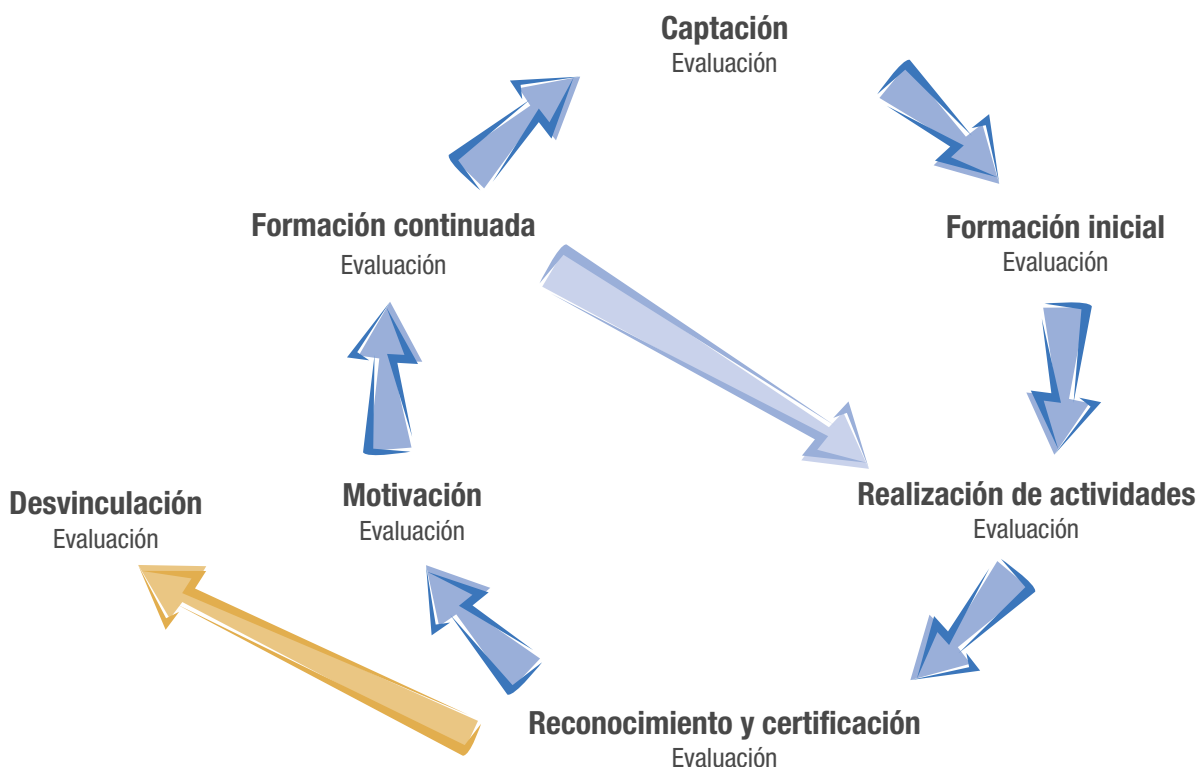 Captación
Evaluación
Formación continuada
Evaluación
Formación inicial
Evaluación
Desvinculación
Evaluación
Motivación
Evaluación
Realización de actividades
Evaluación
Reconocimiento y certificación
Evaluación